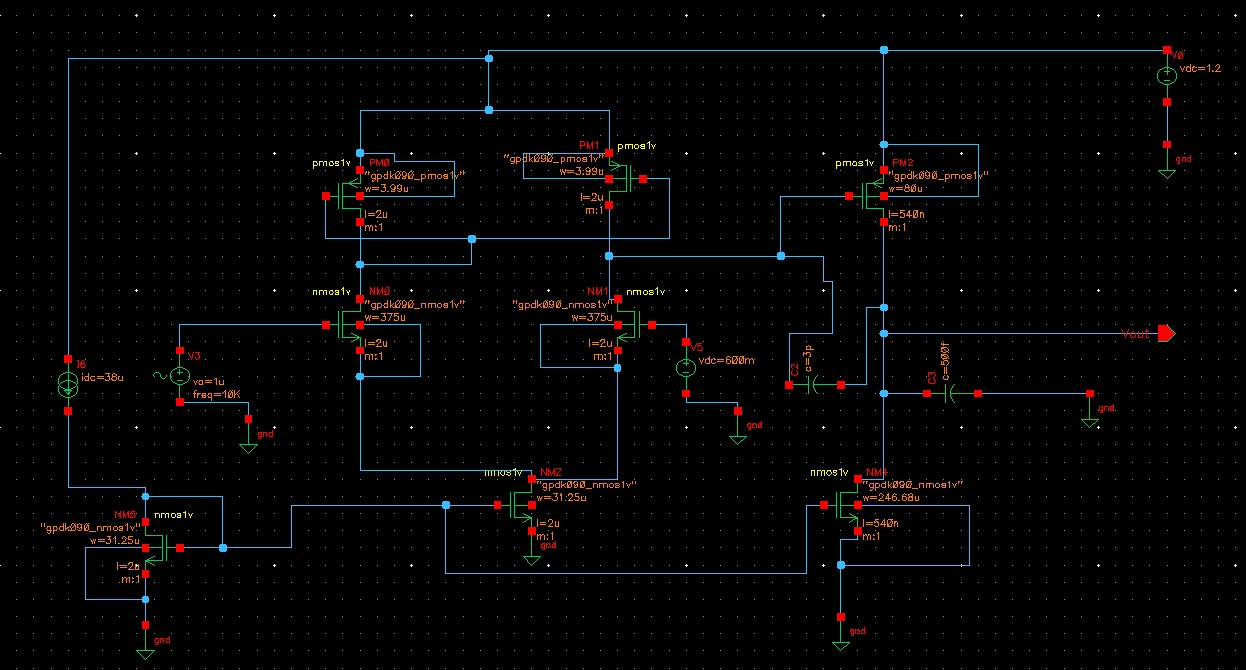 V0
vdc=1.2
gnd
pmos1v
PM0
"gpdk090_pmos1v"
w=3.99u
l=2u
m:1
PM1
pmos1v
"gpdk090_pmos1v"
w=3.99u
l=2u
m:1
pmos1v
PM2
"gpdk090_pmos1v"
w=80u
l=540n
m:1
nmos1v
NM0
"gpdk090_nmos1v"
w=375u
l=2u
m:1
NM1
nmos1v
"gpdk090_nmos1v"
w=375u
l=2u
m:1
Vout
I6
idc=38u
V3
va=1u
freq=10K
gnd
V5
vdc=600m
gnd
C2
c=3p
C3
c=500f
gnd
nmos1v
NM2
"gpdk090_nmos1v"
w=31.25u
l=2u
m:1
gnd
nmos1v
NM4
"gpdk090_nmos1v"
w=246.68u
l=540n
m:1
gnd
nmos1v
"gpdk090_nmos1v"
w=31.25u
l=2u
m:1
gnd